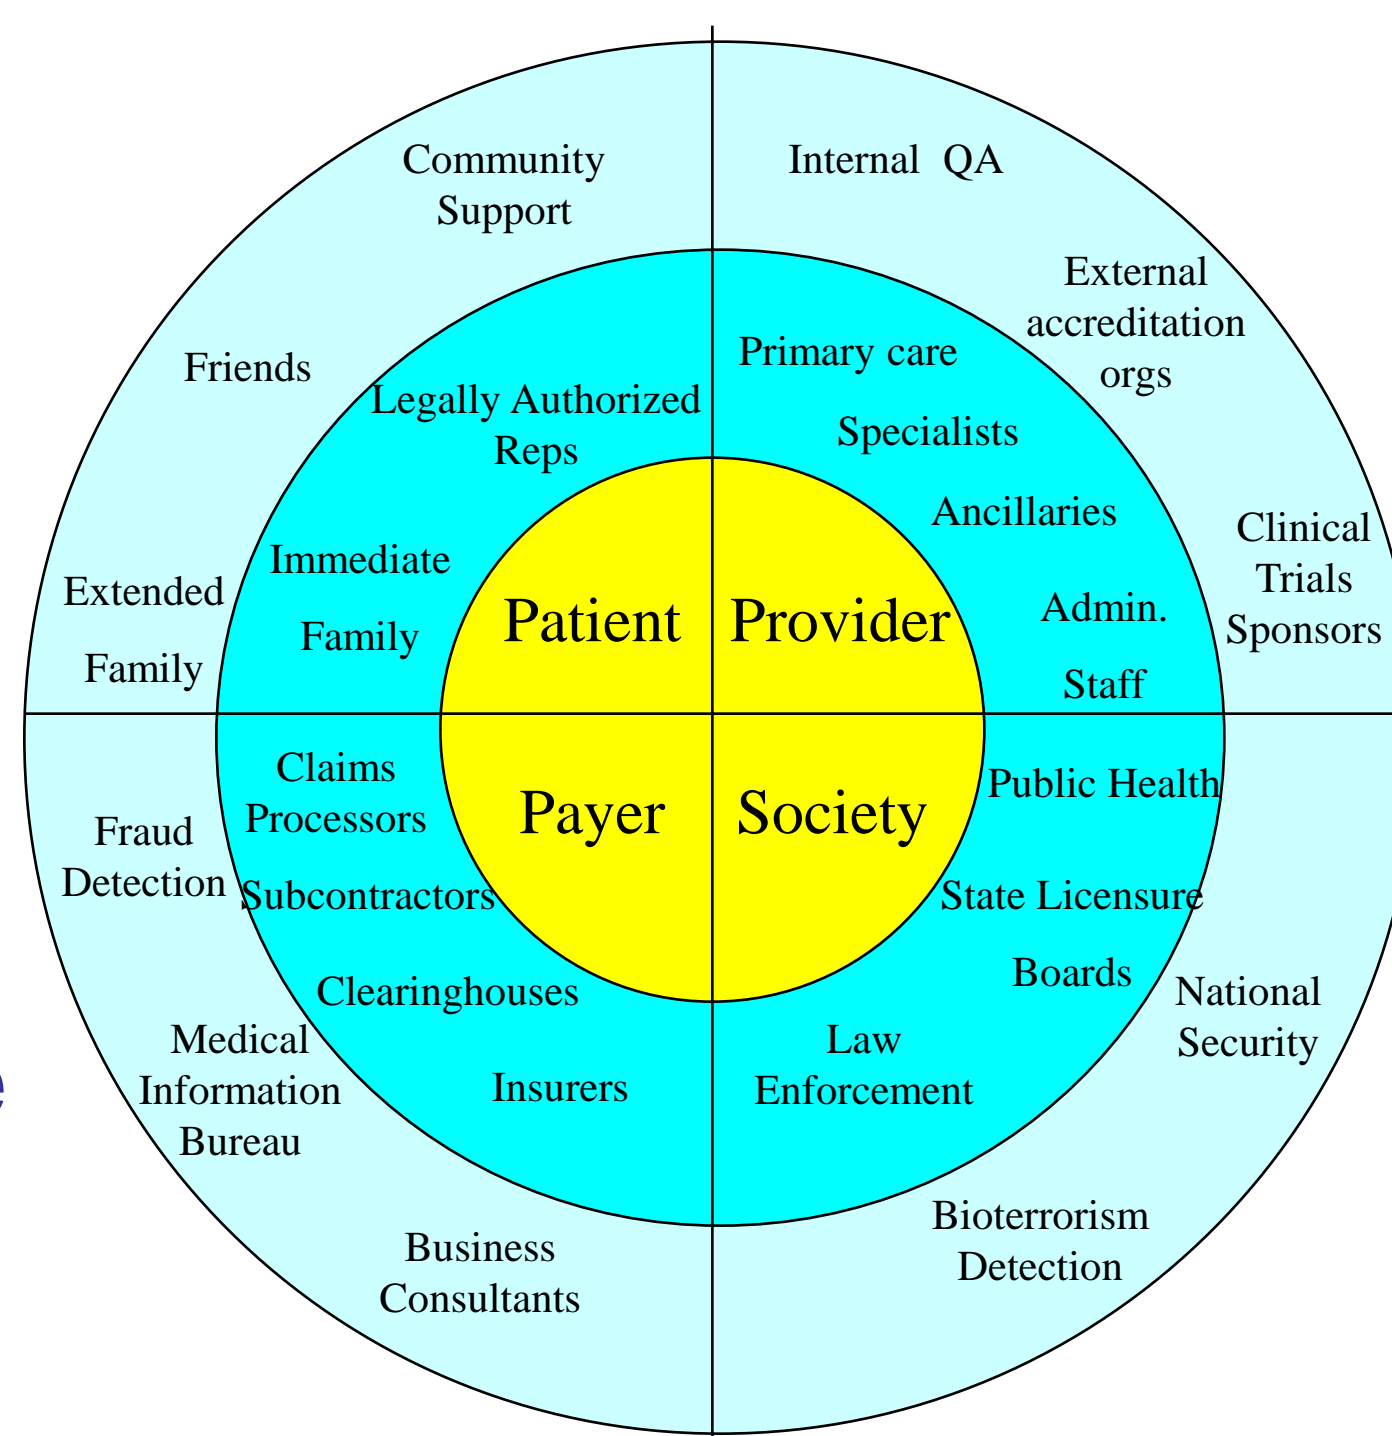 Community
Support
Friends
Extended
Family
Legally Authorized
Reps
Immediate
Family
Patient
Internal QA
External
accreditation
orgs
Clinical
Trials
Sponsors
Primary care
Specialists
Ancillaries
Admin.
Staff
Provider
Payer
Claims
Processors
Subcontractors
Clearinghouses
Insurers
Fraud
Detection
Medical
Information
Bureau
Business
Consultants
Society
Public Health
State Licensure
Boards
Law
Enforcement
National
Security
Bioterrorism
Detection